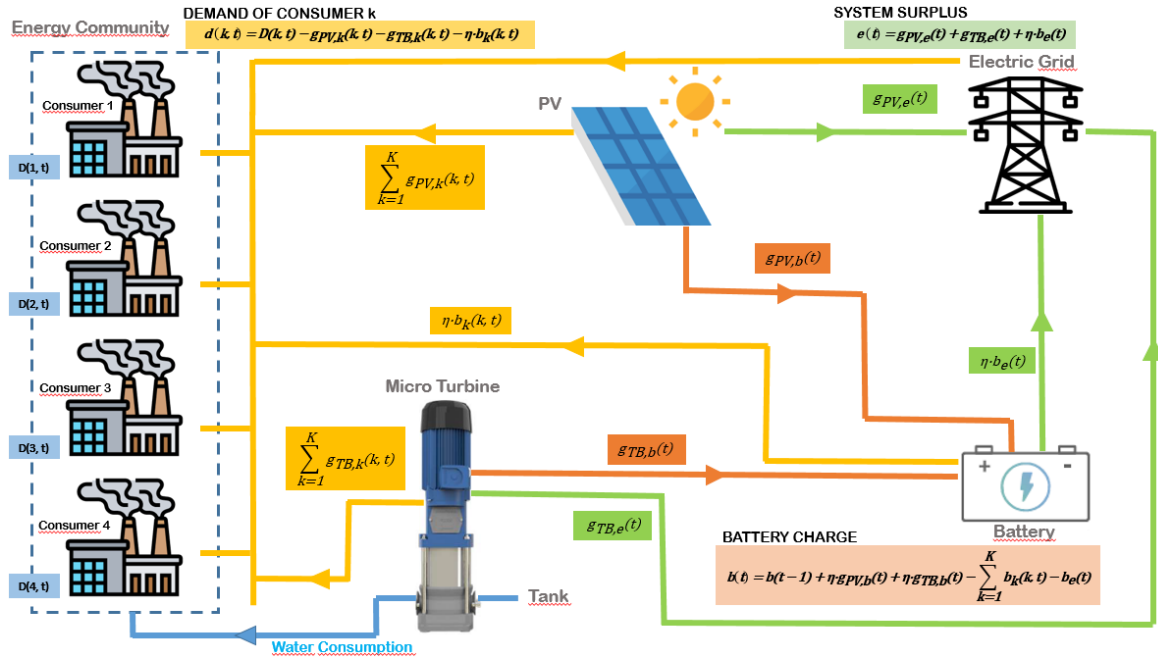 DEMAND OF CONSUMER k
d(k,t) = D(k,t) − g_{PV,k}(k,t) − g_{TB,k}(k,t) − η·b_k(k,t)
SYSTEM SURPLUS
e(t) = g_{PV,e}(t) + g_{TB,e}(t) + η·b_e(t)
Energy Community
Electric Grid
Consumer 1
D(1, t)
PV
g_{PV,e}(t)
\sum_{k=1}^{K} g_{PV,k}(k, t)
Consumer 2
D(2, t)
g_{PV,b}(t)
η·b_k(k, t)
η·b_e(t)
Consumer 3
D(3, t)
Micro Turbine
\sum_{k=1}^{K} g_{TB,k}(k, t)
g_{TB,b}(t)
+ -
Consumer 4
D(4, t)
g_{TB,e}(t)
Battery
BATTERY CHARGE
b(t) = b(t−1) + η·g_{PV,b}(t) + η·g_{TB,b}(t) − \sum_{k=1}^{K} b_k(k,t) − b_e(t)
Tank
Water Consumption